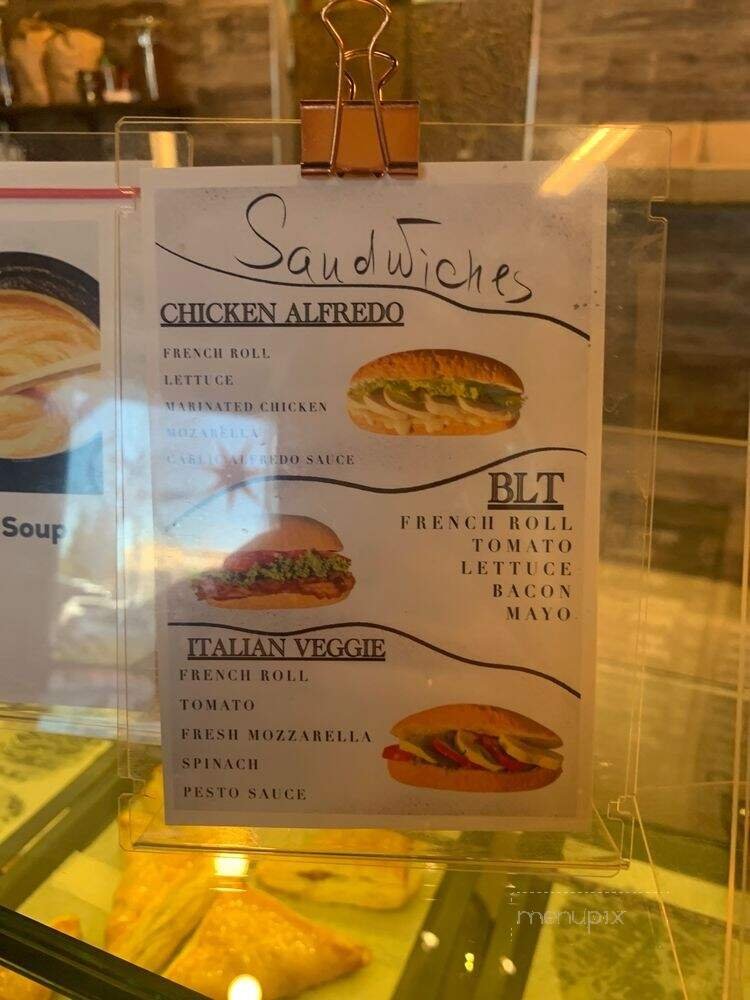 Sandwiches
CHICKEN ALFREDO
FRENCH ROLL
LETTUCE
MARINATED CHICKEN
MOZARELLA
GARLIC ALFREDO SAUCE
BLT
FRENCH ROLL
TOMATO
LETTUCE
BACON
MAYO
ITALIAN VEGGIE
FRENCH ROLL
TOMATO
FRESH MOZZARELLA
SPINACH
PESTO SAUCE
Soup
menupix